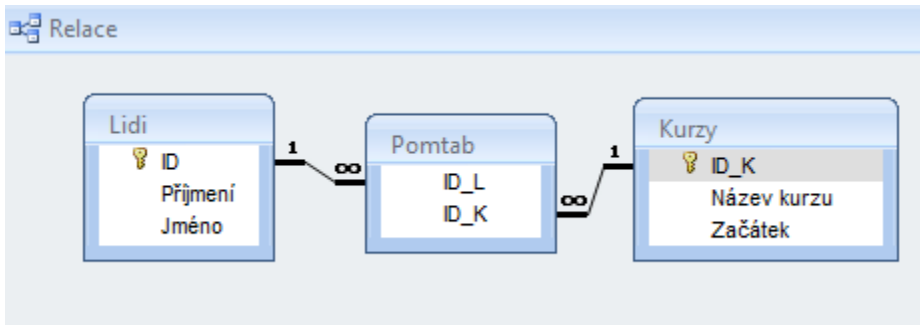 Relace
Lidi
ID
Příjmení
Jméno
1
∞
Pomtab
ID_L
ID_K
∞
1
Kurzy
ID_K
Název kurzu
Začátek